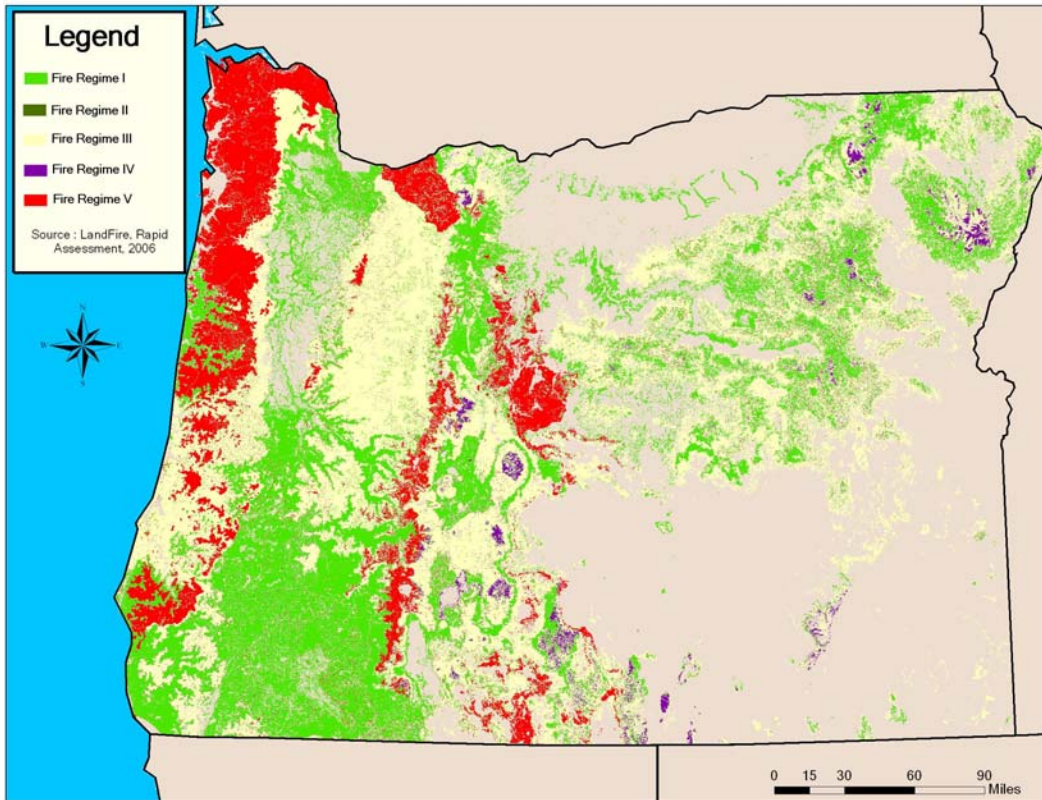 Legend
Fire Regime I
Fire Regime II
Fire Regime III
Fire Regime IV
Fire Regime V
Source : LandFire, Rapid
Assessment, 2006
N
W E
S
0 15 30 60 90
Miles